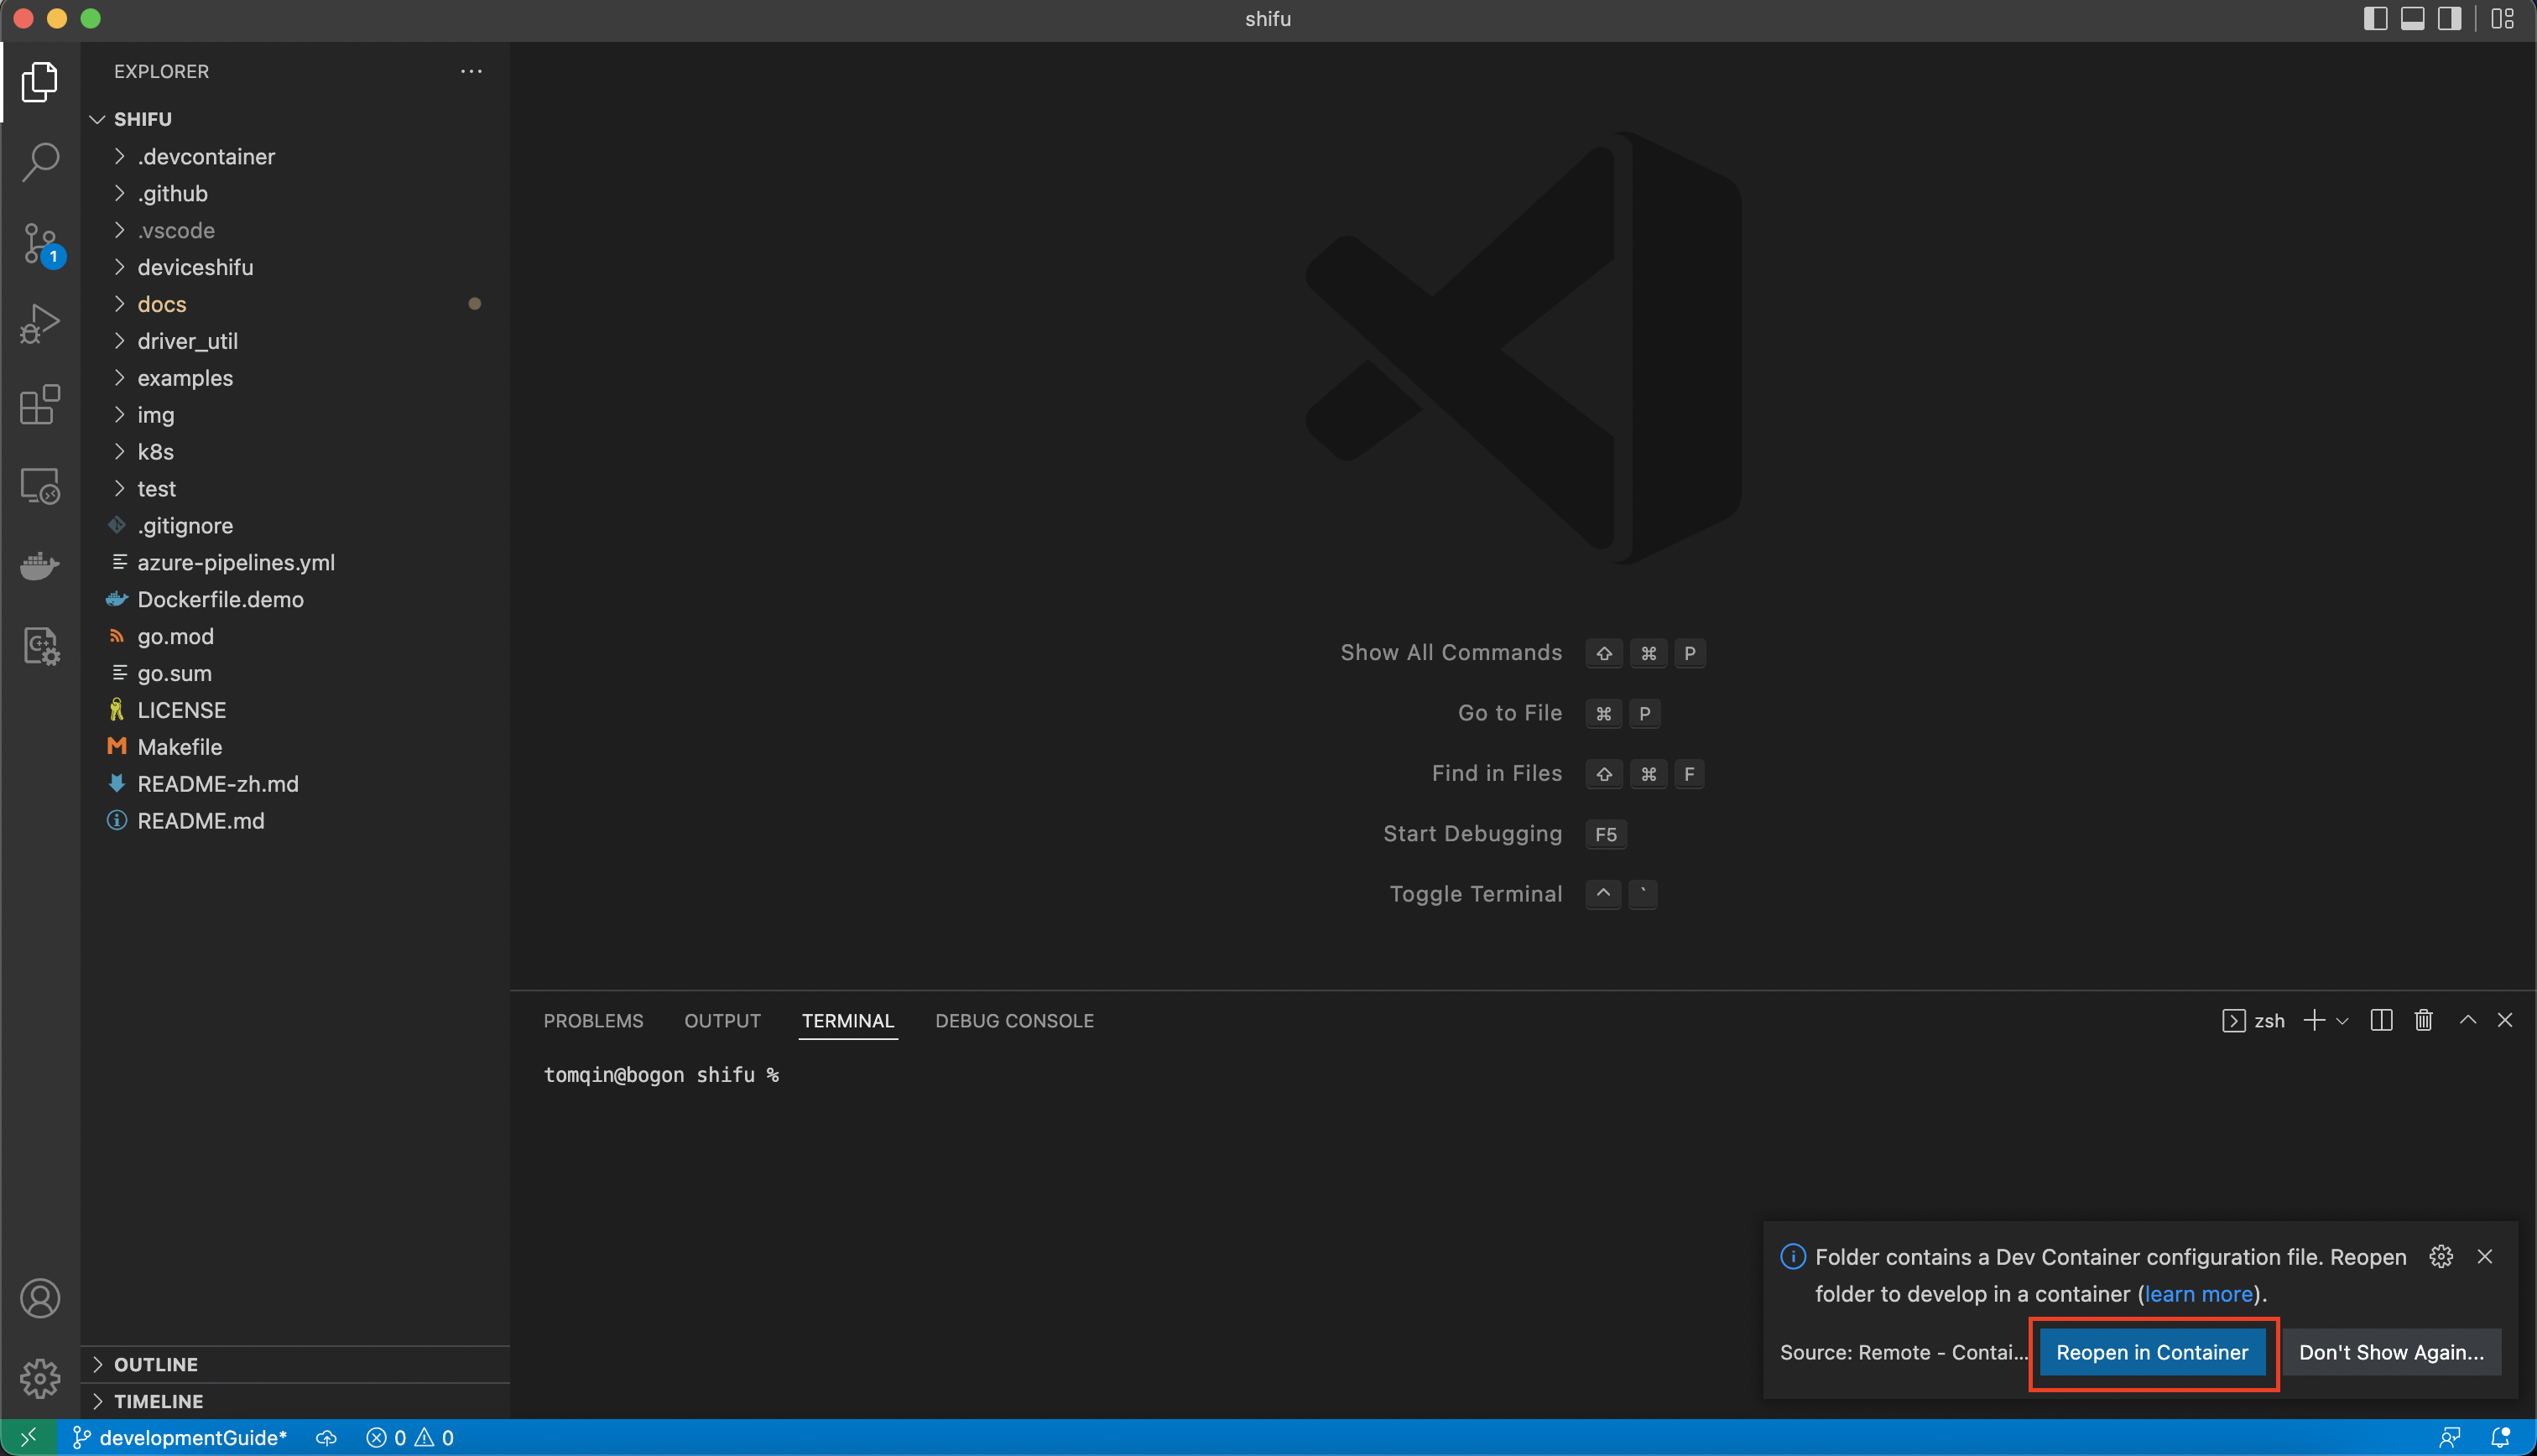 shifu
EXPLORER
SHIFU
.devcontainer
.github
.vscode
deviceshifu
docs
driver_util
examples
img
k8s
test
.gitignore
azure-pipelines.yml
Dockerfile.demo
go.mod
go.sum
LICENSE
Makefile
README-zh.md
README.md
OUTLINE
TIMELINE
1
Show All Commands ⇧ ⌘ P
Go to File ⌘ P
Find in Files ⇧ ⌘ F
Start Debugging F5
Toggle Terminal ^ `
PROBLEMS OUTPUT TERMINAL DEBUG CONSOLE zsh
tomqin@bogon shifu %
Folder contains a Dev Container configuration file. Reopen
folder to develop in a container (learn more).
Source: Remote - Contai... Reopen in Container Don't Show Again...
developmentGuide* 0 0